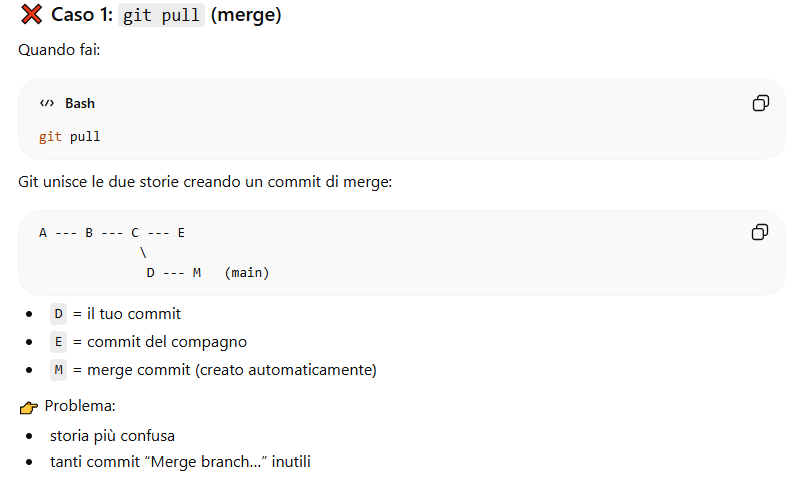 ❌ Caso 1: git pull (merge)
Quando fai:
</> Bash
git pull
Git unisce le due storie creando un commit di merge:
A --- B --- C --- E
             \
              D --- M   (main)
• D = il tuo commit
• E = commit del compagno
• M = merge commit (creato automaticamente)
👉 Problema:
• storia più confusa
• tanti commit “Merge branch…” inutili